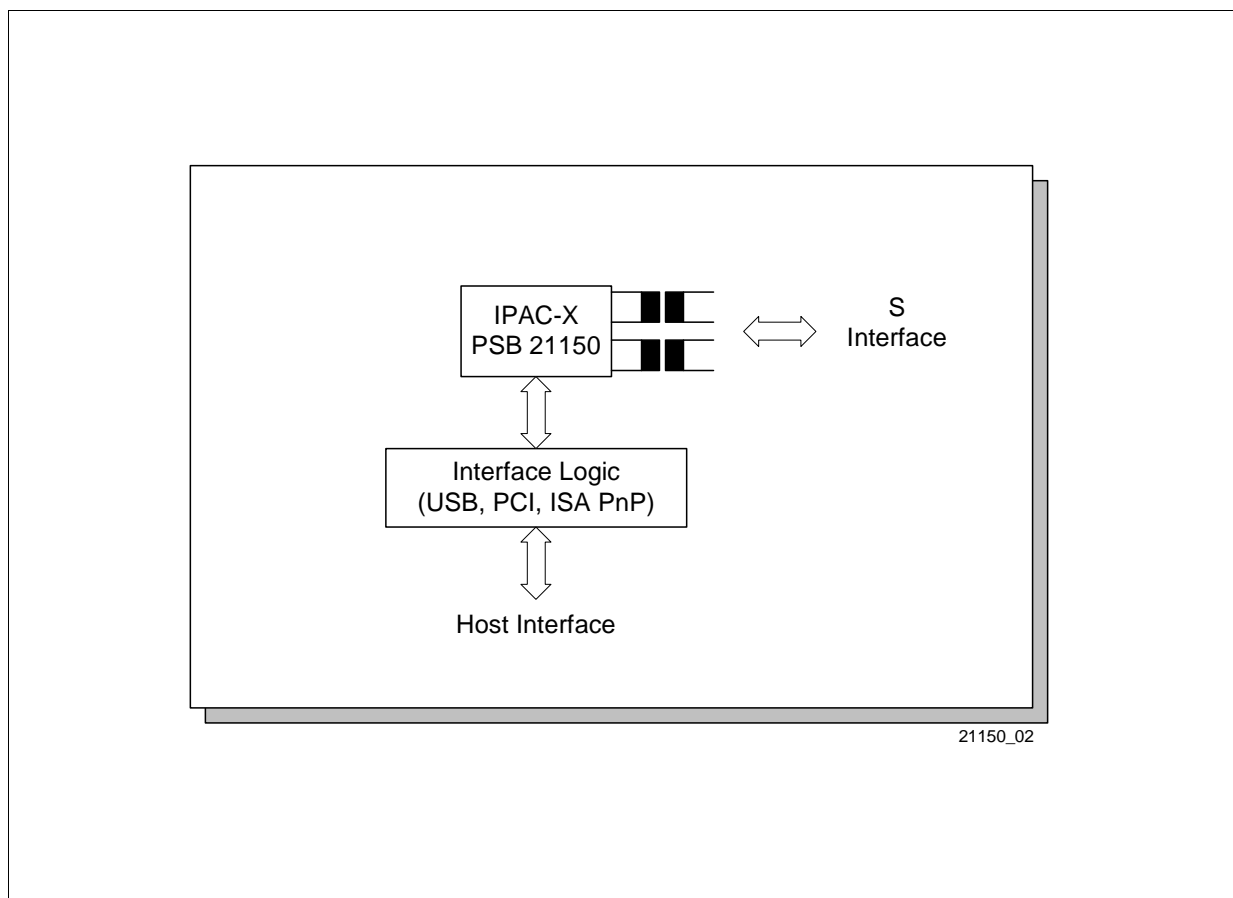 IPAC-X
PSB 21150
S
Interface
Interface Logic
(USB, PCI, ISA PnP)
Host Interface
21150_02